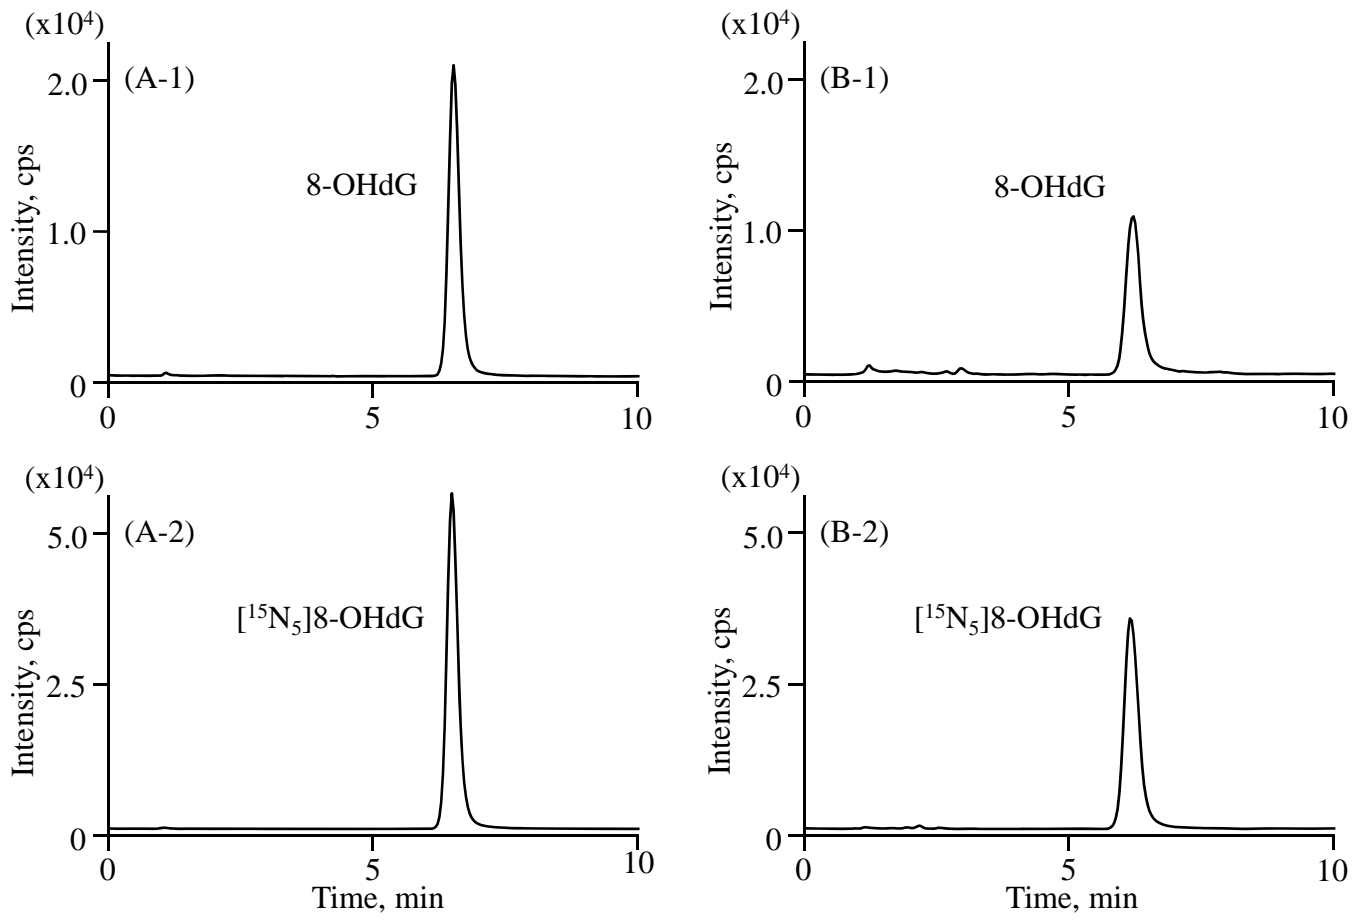 (x10⁴)
(A-1)
2.0
1.0
0
Intensity, cps
8-OHdG
0 5 10
(x10⁴)
(B-1)
2.0
1.0
0
Intensity, cps
8-OHdG
0 5 10
(x10⁴)
(A-2)
5.0
2.5
0
Intensity, cps
[¹⁵N₅]8-OHdG
0 5 10
Time, min
(x10⁴)
(B-2)
5.0
2.5
0
Intensity, cps
[¹⁵N₅]8-OHdG
0 5 10
Time, min